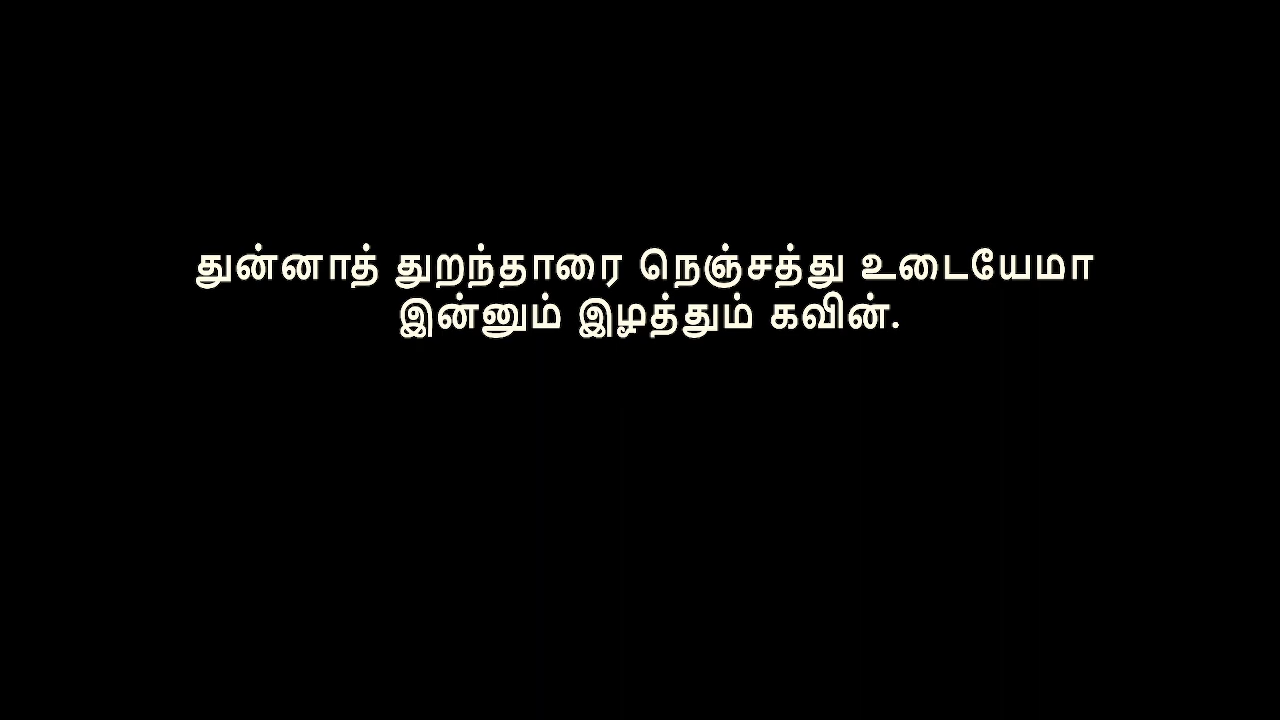 துன்னாத் துறந்தாரை நெஞ்சத்து உடையேமா
இன்னும் இழத்தும் கவின்.